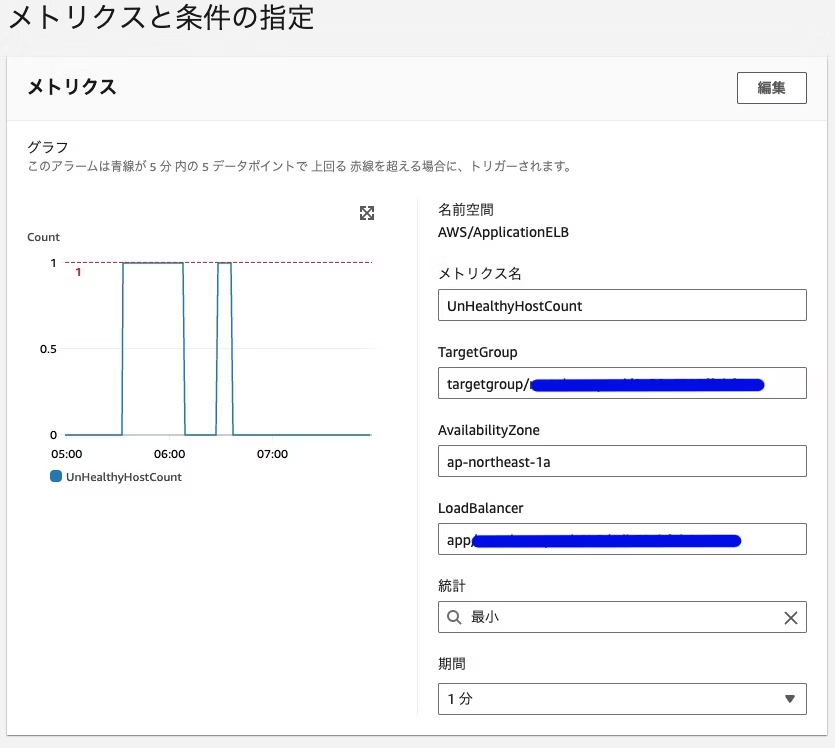 メトリクスと条件の指定
メトリクス
編集
グラフ
このアラームは青線が 5 分 内の 5 データポイントで 上回る 赤線を超える場合に、トリガーされます。
Count
1
1
0.5
0
05:00
06:00
07:00
UnHealthyHostCount
名前空間
AWS/ApplicationELB
メトリクス名
UnHealthyHostCount
TargetGroup
targetgroup/
AvailabilityZone
ap-northeast-1a
LoadBalancer
app/
統計
最小
期間
1 分